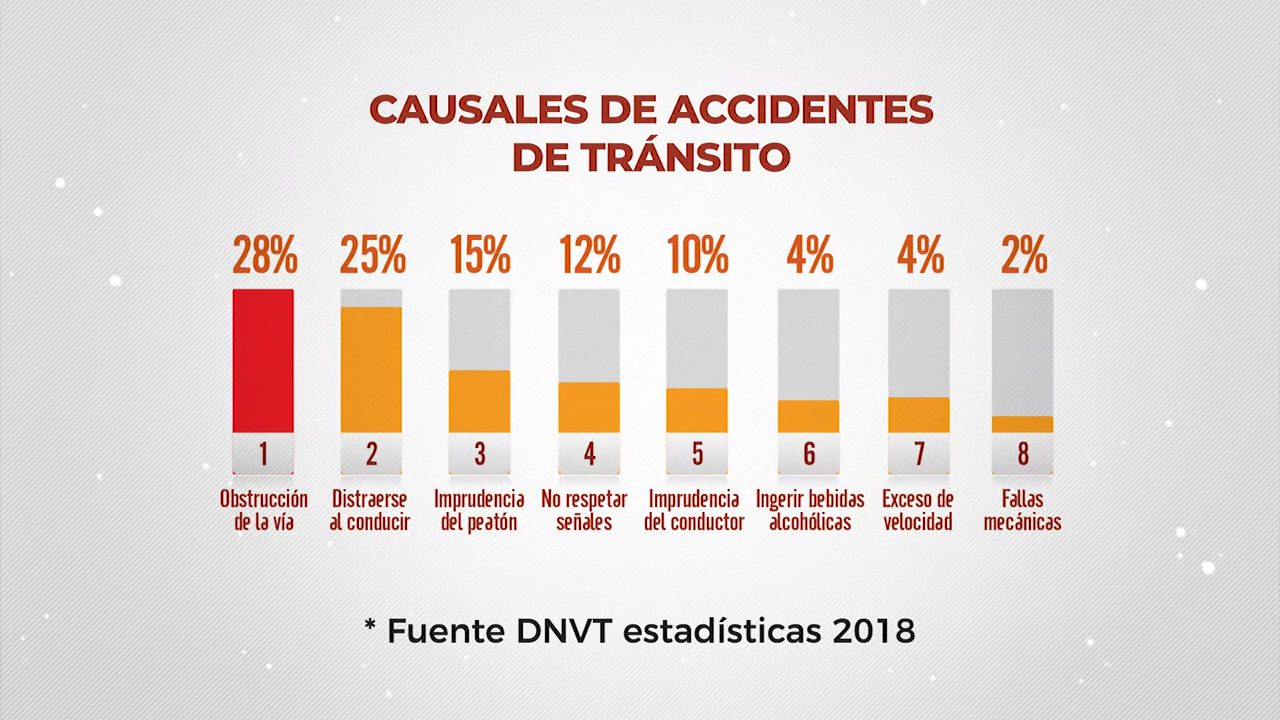 CAUSALES DE ACCIDENTES
DE TRÁNSITO
28% 25% 15% 12% 10% 4% 4% 2%
1 2 3 4 5 6 7 8
Obstrucción Distraerse Imprudencia No respetar Imprudencia Ingerir bebidas Exceso de Fallas
de la vía al conducir del peatón señales del conductor alcohólicas velocidad mecánicas
* Fuente DNVT estadísticas 2018